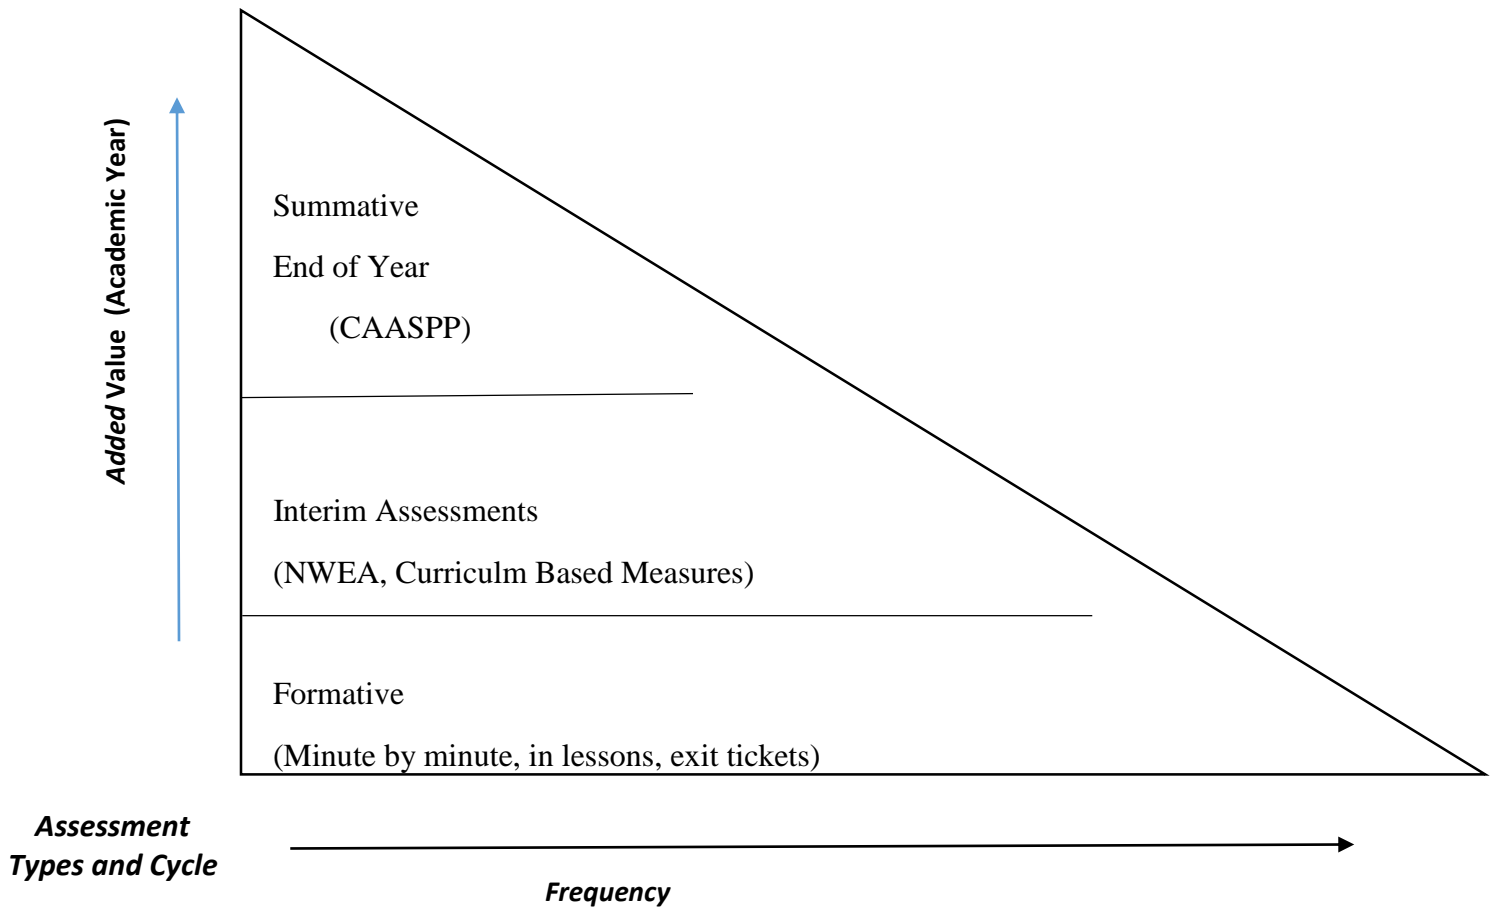 Added Value (Academic Year)
Summative
End of Year
(CAASPP)
Interim Assessments
(NWEA, Curriculm Based Measures)
Formative
(Minute by minute, in lessons, exit tickets)
Assessment
Types and Cycle
Frequency